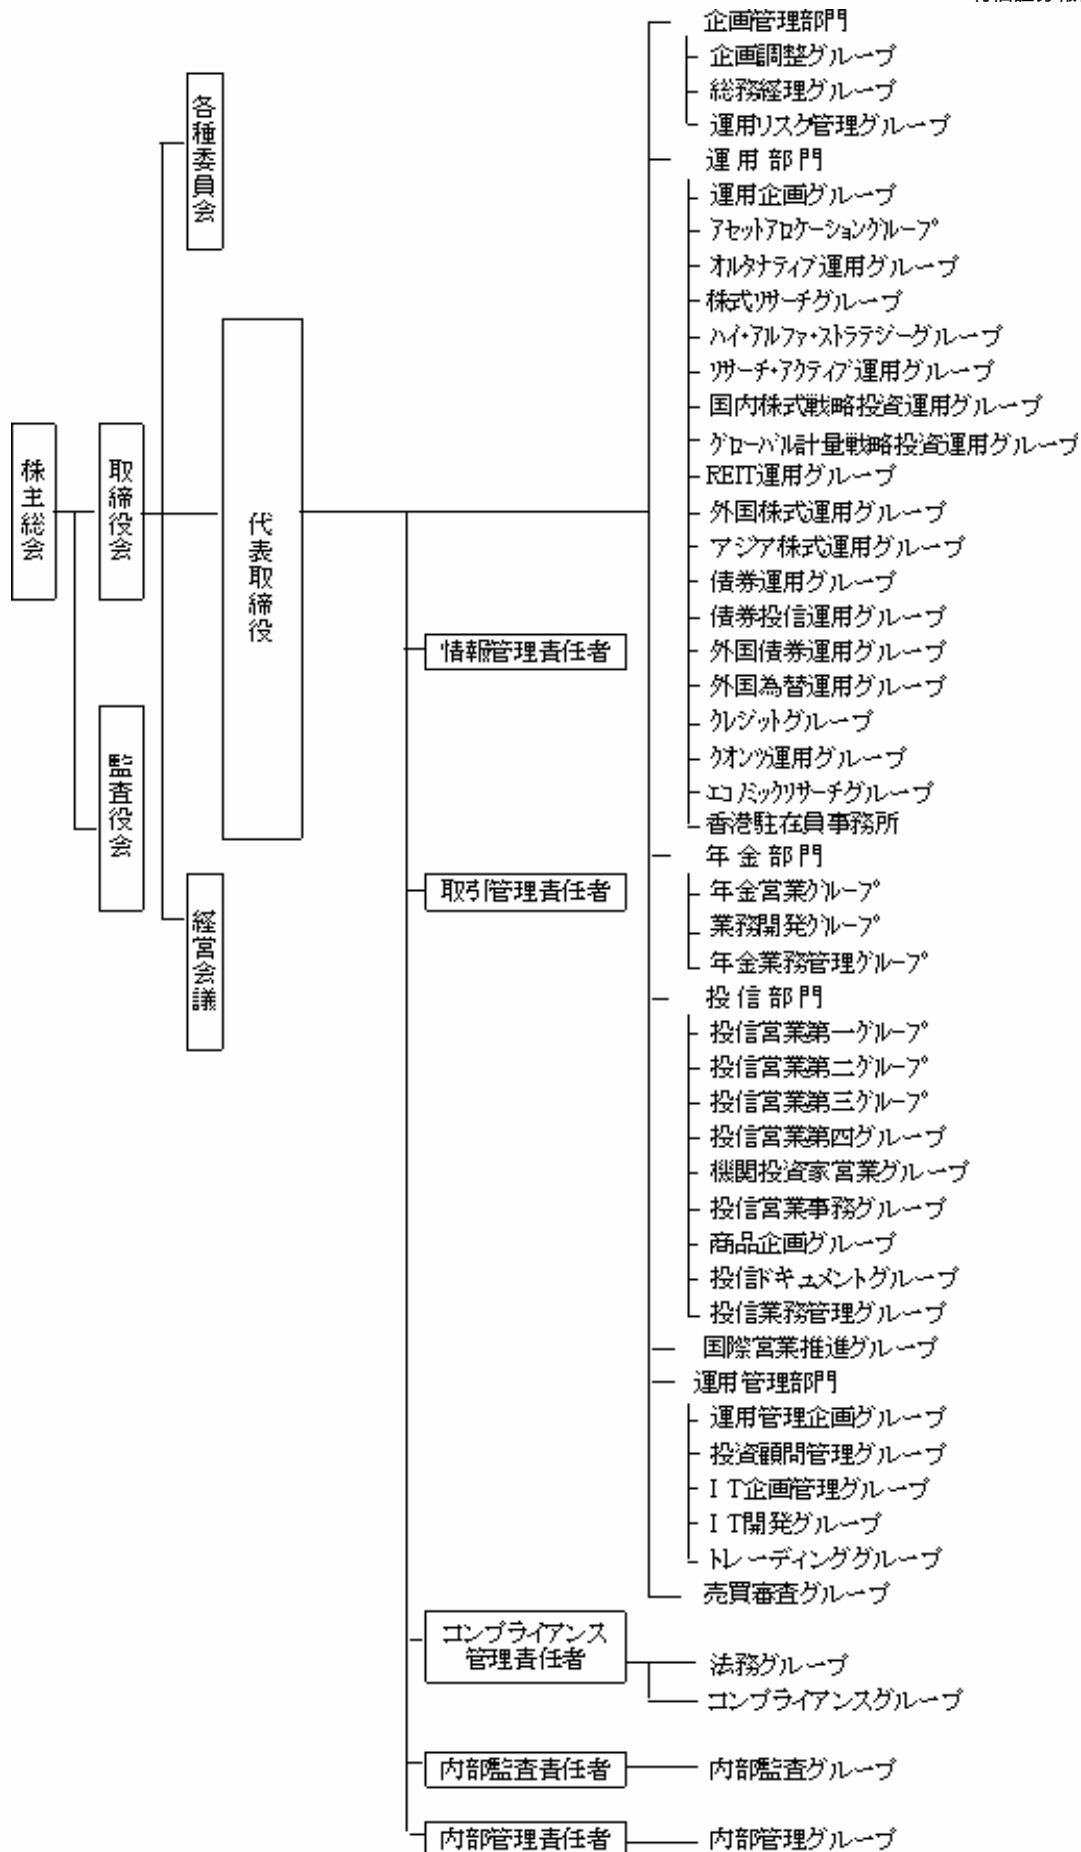 株主総会
取締役会
監査役会
各種委員会
経営会議
代表取締役
情報管理責任者
取引管理責任者
コンプライアンス
管理責任者
内部監査責任者
内部管理責任者
企画管理部門
企画調整グループ
総務経理グループ
運用リスク管理グループ
運用部門
運用企画グループ
アセットアロケーショングループ
オルタナティブ運用グループ
株式リサーチグループ
ハイ・アルファ・ストラテジーグループ
リサーチ・アクティブ運用グループ
国内株式戦略投資運用グループ
グローバル計量戦略投資運用グループ
REIT運用グループ
外国株式運用グループ
アジア株式運用グループ
債券運用グループ
債券投信運用グループ
外国債券運用グループ
外国為替運用グループ
クレジットグループ
クオンツ運用グループ
エコノミックリサーチグループ
香港駐在員事務所
年金部門
年金営業グループ
業務開発グループ
年金業務管理グループ
投信部門
投信営業第一グループ
投信営業第二グループ
投信営業第三グループ
投信営業第四グループ
機関投資家営業グループ
投信営業事務グループ
商品企画グループ
投信ドキュメントグループ
投信業務管理グループ
国際営業推進グループ
運用管理部門
運用管理企画グループ
投資顧問管理グループ
IT企画管理グループ
IT開発グループ
トレーディンググループ
売買審査グループ
法務グループ
コンプライアンスグループ
内部監査グループ
内部管理グループ